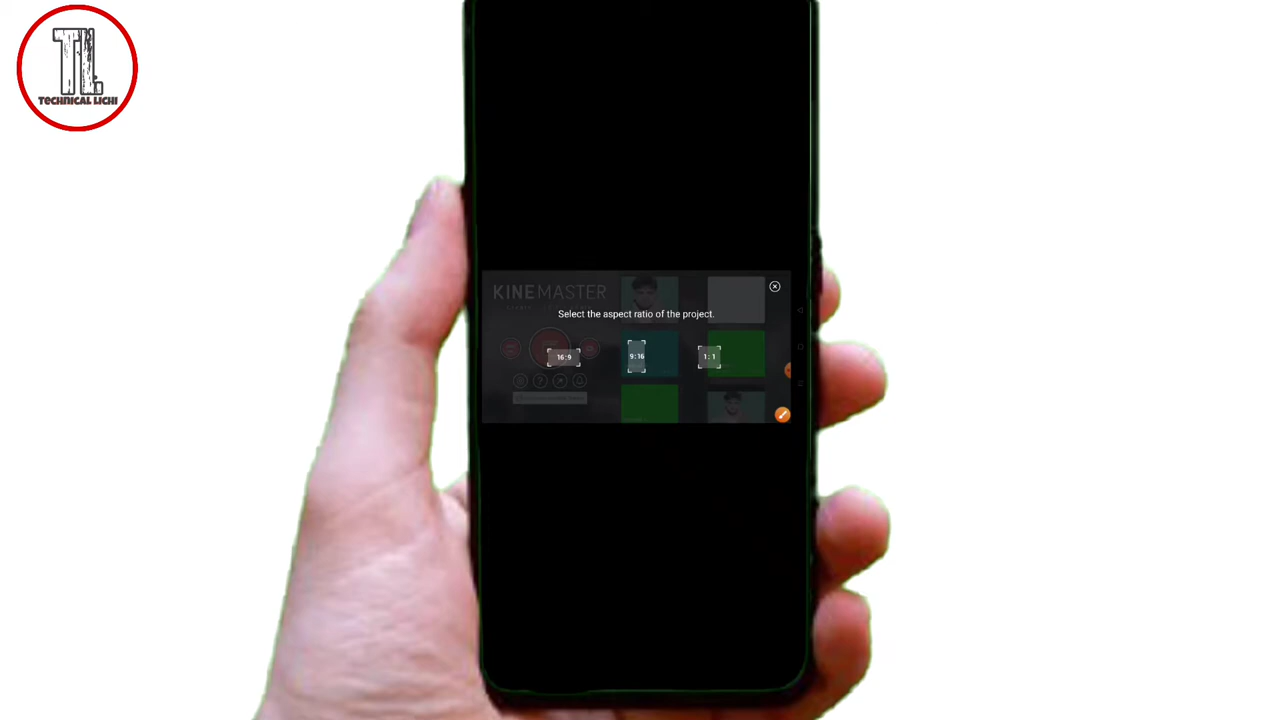 TL
TECHNICAL LICHI
KINEMASTER
Select the aspect ratio of the project.
16:9
9:16
1:1